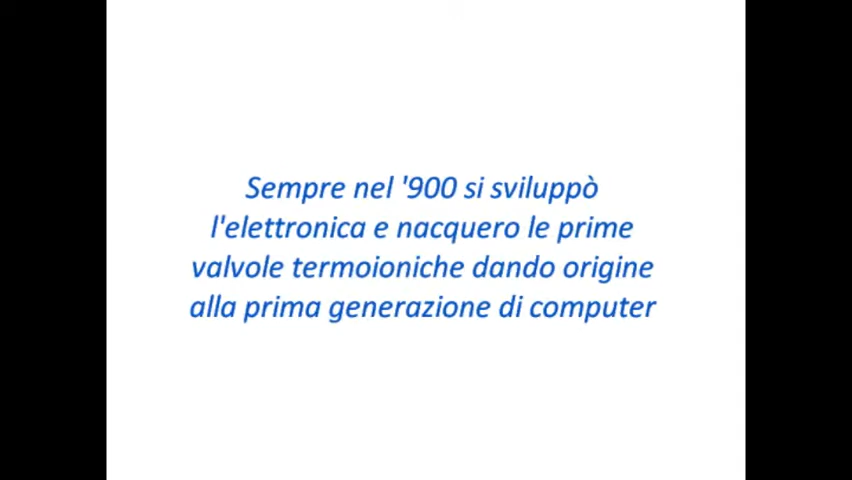 Sempre nel '900 si sviluppò
l'elettronica e nacquero le prime
valvole termoioniche dando origine
alla prima generazione di computer